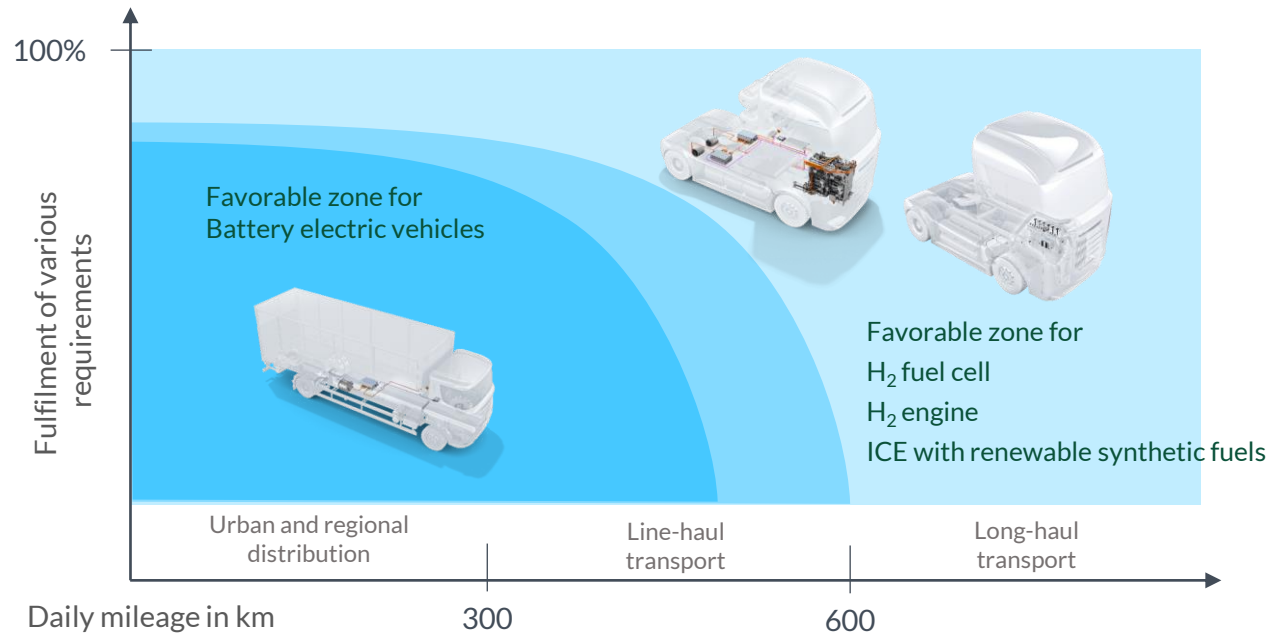 100%
Fulfilment of various
requirements
Favorable zone for
Battery electric vehicles
Favorable zone for
H₂ fuel cell
H₂ engine
ICE with renewable synthetic fuels
Urban and regional
distribution
Line-haul
transport
Long-haul
transport
Daily mileage in km
300
600